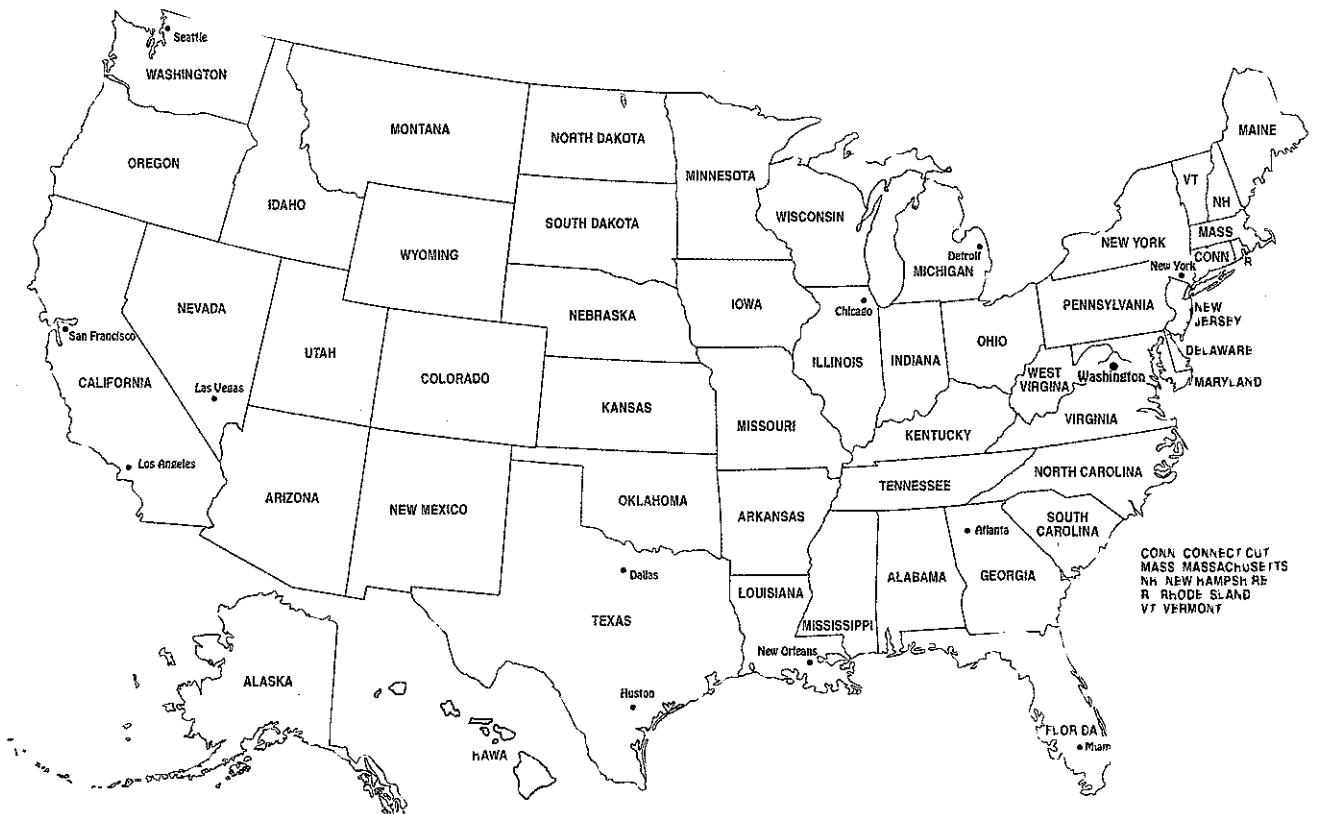 Seattle
WASHINGTON
MONTANA
NORTH DAKOTA
MINNESOTA
MAINE
OREGON
IDAHO
VT
NH
SOUTH DAKOTA
WISCONSIN
WYOMING
MASS
NEW YORK
CONN
R
Detroit
MICHIGAN
New York
NEVADA
IOWA
Chicago
PENNSYLVANIA
NEW
JERSEY
NEBRASKA
San Francisco
UTAH
ILLINOIS
INDIANA
OHIO
DELAWARE
CALIFORNIA
Las Vegas
COLORADO
WEST
VIRGINA
Washington
MARYLAND
KANSAS
MISSOURI
KENTUCKY
VIRGINIA
Los Angeles
ARIZONA
NEW MEXICO
OKLAHOMA
TENNESSEE
NORTH CAROLINA
ARKANSAS
SOUTH
CAROLINA
Atlanta
Dallas
ALABAMA
GEORGIA
CONN CONNECT CUT
MASS MASSACHUSETTS
NH NEW HAMPSH RE
R RHODE SLAND
VT VERMONT
LOUISIANA
TEXAS
MISSISSIPPI
New Orleans
ALASKA
Huston
HAWA
FLOR DA
Miam